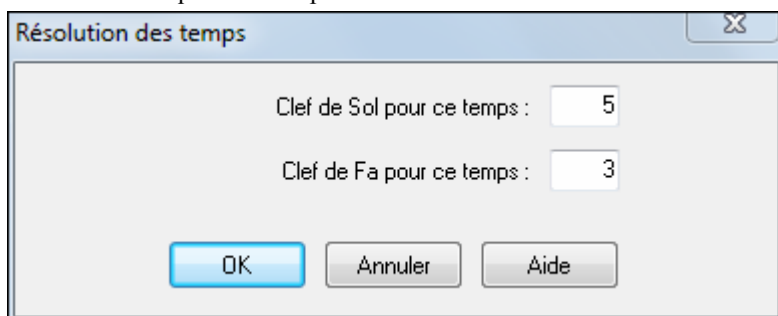 Résolution des temps
Clef de Sol pour ce temps : 5
Clef de Fa pour ce temps : 3
OK Annuler Aide